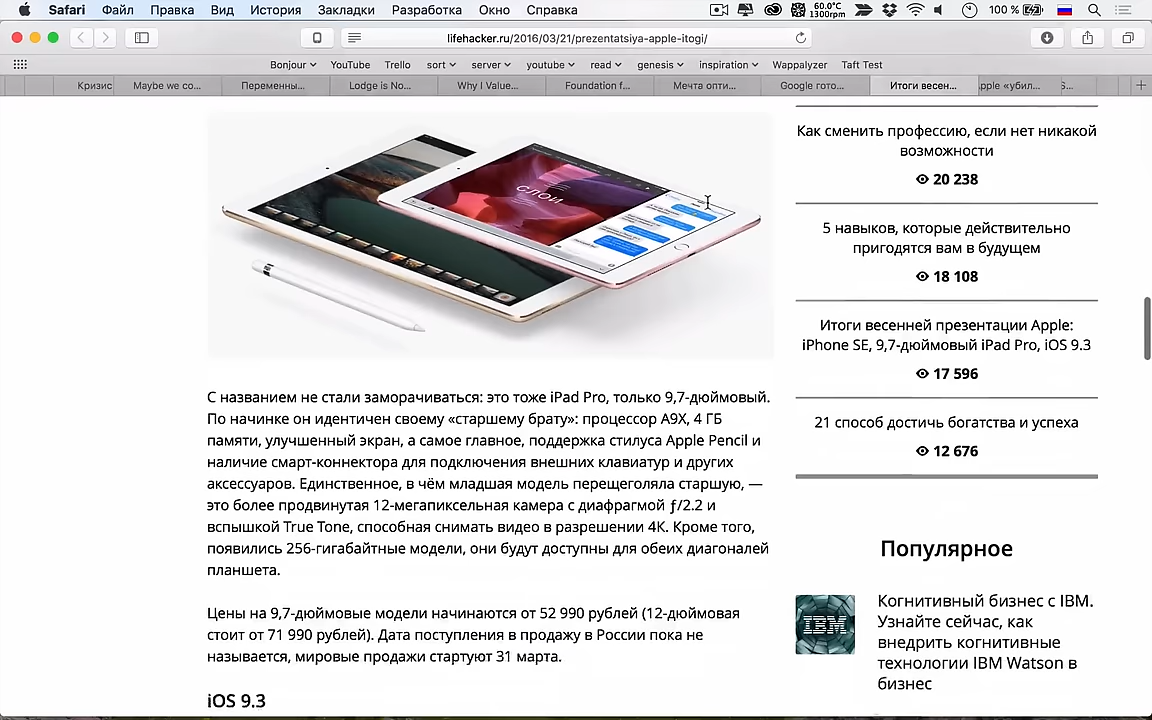 Safari Файл Правка Вид История Закладки Разработка Окно Справка
60.0°C
1300rpm
100 %
lifehacker.ru/2016/03/21/prezentatsiya-apple-itogi/
Bonjour YouTube Trello sort server youtube read genesis inspiration Wappalyzer Taff Test
Кризис Maybe we co... Переменны... Lodge is No... Why I Value... Foundation f... Мечта опти... Google гото... Итоги весен... pple «убил... S...
СЛОИ
Как сменить профессию, если нет никакой
возможности
20 238
5 навыков, которые действительно
пригодятся вам в будущем
18 108
Итоги весенней презентации Apple:
iPhone SE, 9,7-дюймовый iPad Pro, iOS 9.3
17 596
21 способ достичь богатства и успеха
12 676
С названием не стали заморачиваться: это тоже iPad Pro, только 9,7-дюймовый.
По начинке он идентичен своему «старшему брату»: процессор A9X, 4 ГБ
памяти, улучшенный экран, а самое главное, поддержка стилуса Apple Pencil и
наличие смарт-коннектора для подключения внешних клавиатур и других
аксессуаров. Единственное, в чём младшая модель перещеголяла старшую, —
это более продвинутая 12-мегапиксельная камера с диафрагмой ƒ/2.2 и
вспышкой True Tone, способная снимать видео в разрешении 4К. Кроме того,
появились 256-гигабайтные модели, они будут доступны для обеих диагоналей
планшета.
Цены на 9,7-дюймовые модели начинаются от 52 990 рублей (12-дюймовая
стоит от 71 990 рублей). Дата поступления в продажу в России пока не
называется, мировые продажи стартуют 31 марта.
iOS 9.3
Популярное
IBM
Когнитивный бизнес с IBM.
Узнайте сейчас, как
внедрить когнитивные
технологии IBM Watson в
бизнес